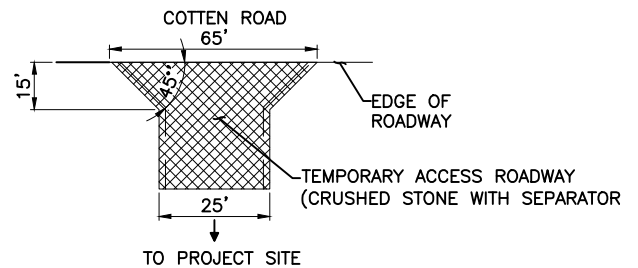 COTTEN ROAD
65'
15'
45°
EDGE OF
ROADWAY
TEMPORARY ACCESS ROADWAY
(CRUSHED STONE WITH SEPARATOR
25'
TO PROJECT SITE